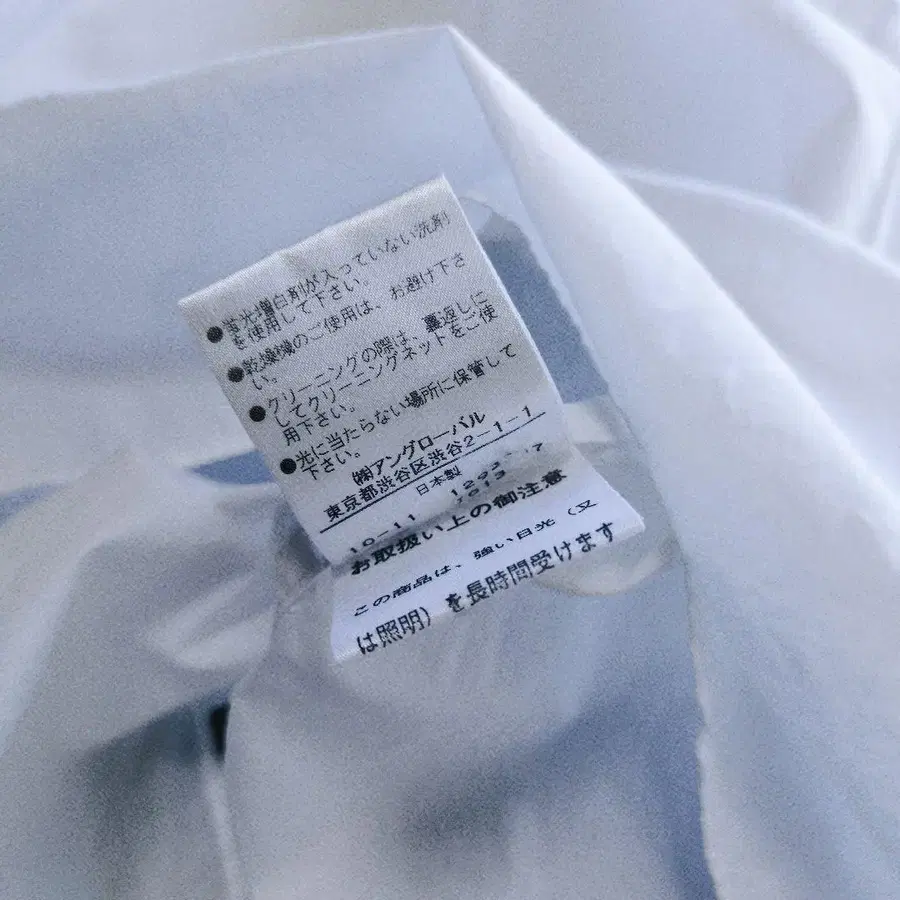 ●蛍光増白剤が入っていない洗剤
を使用して下さい。
●乾燥機のご使用は、お避け下さ
い。
●クリーニングの際は、裏返しに
してクリーニングネットをご使
用下さい。
●光に当たらない場所に保管して
下さい。
㈱アングローバル
東京都渋谷区渋谷2-1-1
日本製
10-11
お取扱い上の御注意
この商品は、強い日光（又
は照明）を長時間受けます